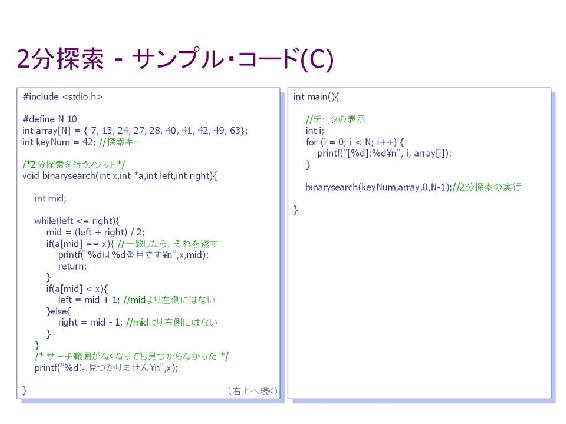 2分探索 - サンプル・コード(C)
#include <stdio.h>
#define N 10
int array[N] = { 7, 13, 24, 27, 28, 40, 41, 42, 49, 63};
int keyNum = 42; //探索キー
/*2分探索を行うメソッド*/
void binarysearch(int x,int *a,int left,int right){
int mid;
while(left <= right){
mid = (left + right) / 2;
if(a[mid] == x){ //一致したら、それを返す
printf("%dは%d番目です¥n",x,mid);
return;
}
if(a[mid] < x){
left = mid + 1; //midより左側にはない
}else{
right = mid - 1; //midより右側にはない
}
}
/* サーチ範囲がなくなっても見つからなかった */
printf("%dは見つかりません¥n",x);
}
(右上へ続く)
int main(){
//データの表示
int i;
for (i = 0; i < N; i++) {
printf("[%d]:%d¥n", i, array[i]);
}
binarysearch(keyNum,array,0,N-1);//2分探索の実行
}